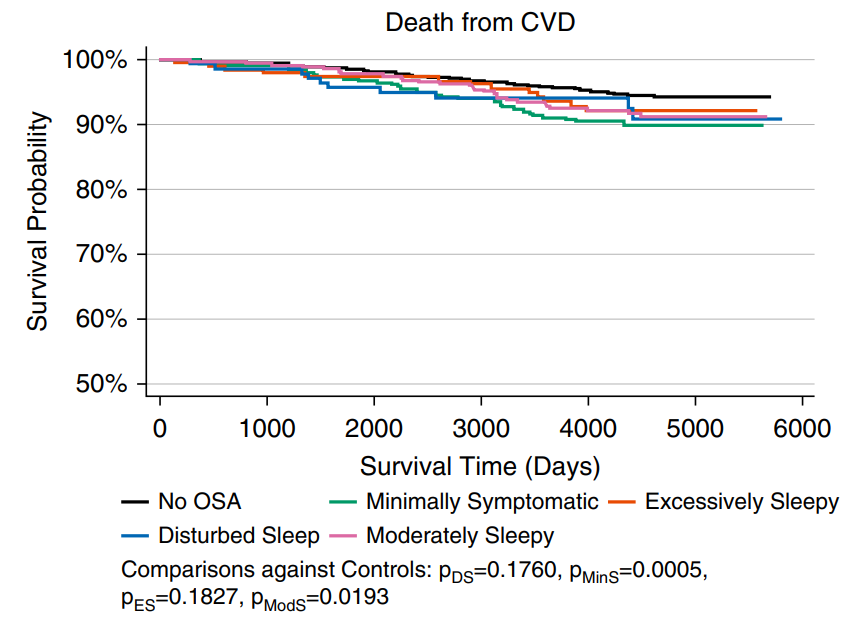 Death from CVD
100%
90%
80%
70%
60%
50%
Survival Probability
0 1000 2000 3000 4000 5000 6000
Survival Time (Days)
No OSA Minimally Symptomatic Excessively Sleepy
Disturbed Sleep Moderately Sleepy
Comparisons against Controls: pDS=0.1760, pMinS=0.0005,
pES=0.1827, pModS=0.0193